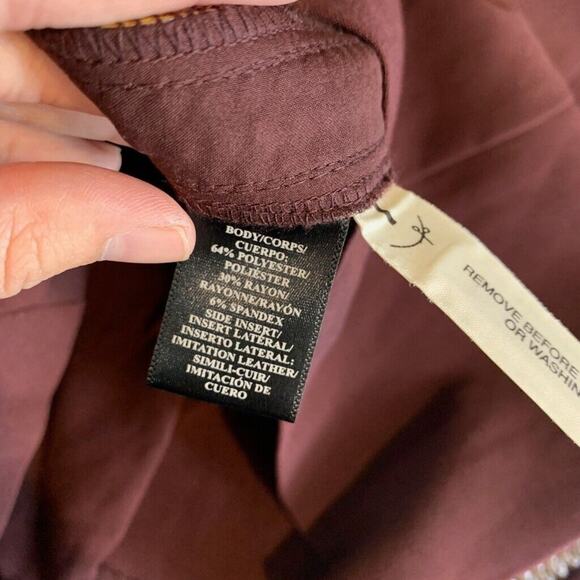 BODY/CORPS/
CUERPO:
64% POLYESTER/
POLIÉSTER
30% RAYON/
RAYONNE/RAYON/
6% SPANDEX
SIDE INSERT/
INSERT LATÉRAL/
INSERTO LATERAL:
IMITATION LEATHER/
SIMILI-CUIR/
IMITACIÓN DE
CUERO
REMOVE BEFORE
OR WASHIN